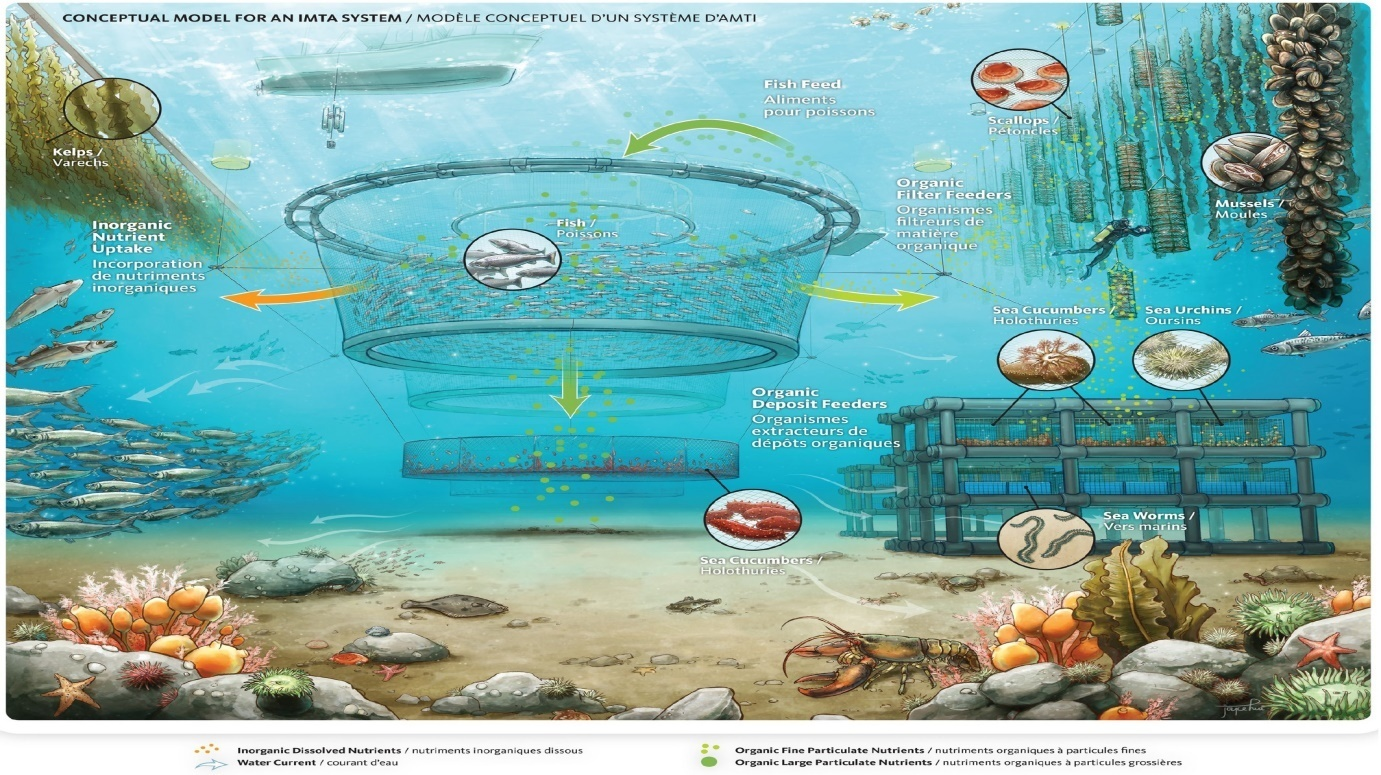 CONCEPTUAL MODEL FOR AN IMTA SYSTEM / MODÈLE CONCEPTUEL D'UN SYSTÈME D'AMTI
Kelps /
Varechs
Fish Feed
Aliments
pour poissons
Scallops /
Pétoncles
Mussels /
Moules
Inorganic
Nutrient
Uptake
Incorporation
de nutriments
inorganiques
Fish /
Poissons
Organic
Filter Feeders
Organismes
filtreurs de
matière
organique
Sea Cucumbers /
Holothuries
Sea Urchins /
Oursins
Organic
Deposit Feeders
Organismes
extracteurs de
dépôts organiques
Sea Cucumbers /
Holothuries
Sea Worms /
Vers marins
Inorganic Dissolved Nutrients / nutriments inorganiques dissous
Water Current / courant d'eau
Organic Fine Particulate Nutrients / nutriments organiques à particules fines
Organic Large Particulate Nutrients / nutriments organiques à particules grossières